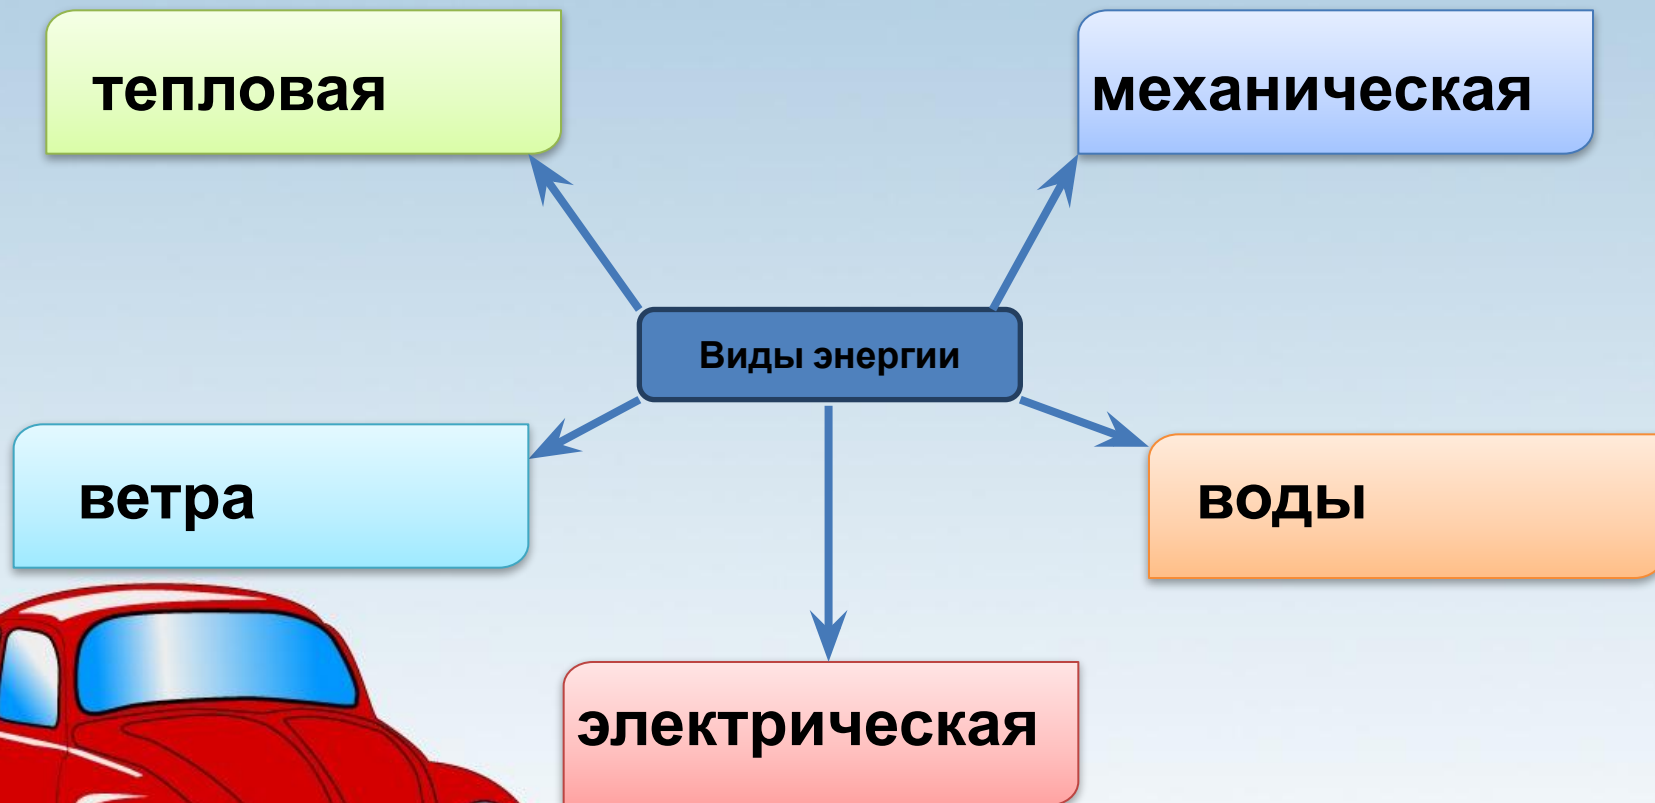 тепловая
механическая
Виды энергии
ветра
воды
электрическая